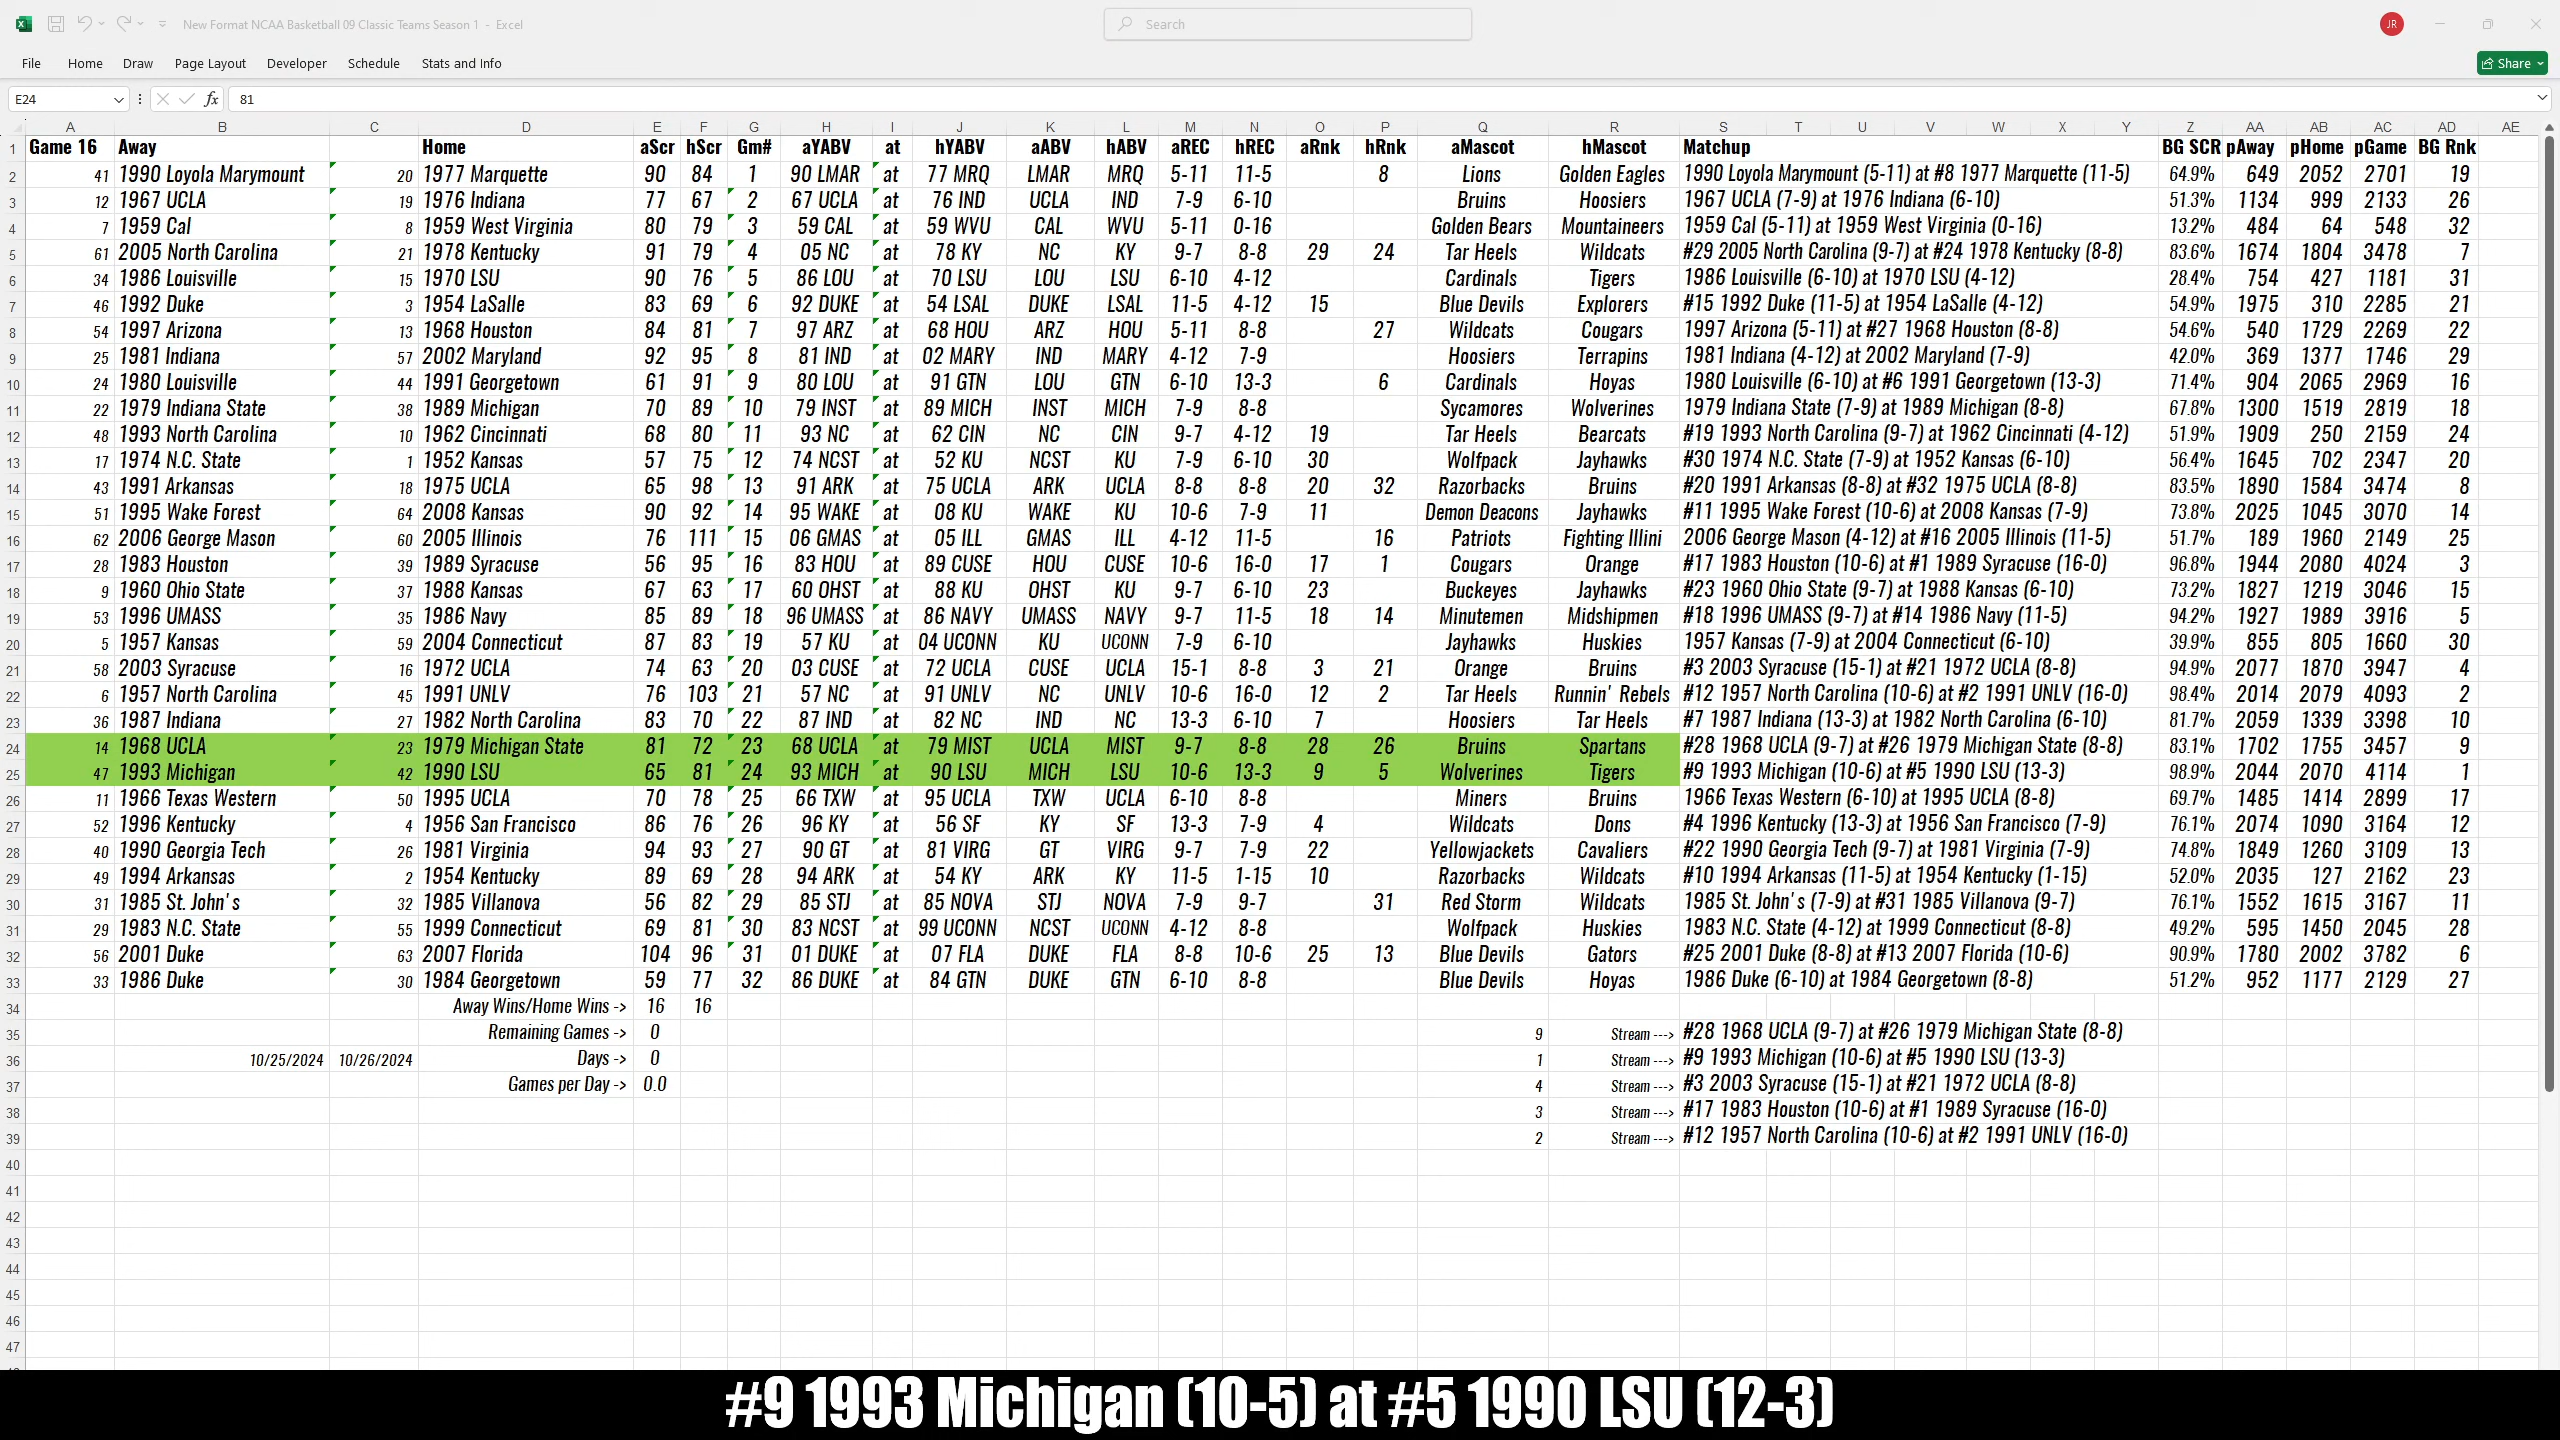 New Format NCAA Basketball 09 Classic Teams Season 1 - Excel
Search
JR
File Home Draw Page Layout Developer Schedule Stats and Info
Share
E24 fx 81
A B C D E F G H I J K L M N O P Q R S T U V W X Y Z AA AB AC AD AE
1 Game 16 Away Home aScr hScr Gm# aYABV at hYABV aABV hABV aREC hREC aRnk hRnk aMascot hMascot Matchup BG SCR pAway pHome pGame BG Rnk
2 41 1990 Loyola Marymount 20 1977 Marquette 90 84 1 90 LMAR at 77 MRQ LMAR MRQ 5-11 11-5 8 Lions Golden Eagles 1990 Loyola Marymount (5-11) at #8 1977 Marquette (11-5) 64.9% 649 2052 2701 19
3 12 1967 UCLA 19 1976 Indiana 77 67 2 67 UCLA at 76 IND UCLA IND 7-9 6-10 Bruins Hoosiers 1967 UCLA (7-9) at 1976 Indiana (6-10) 51.3% 1134 999 2133 26
4 7 1959 Cal 8 1959 West Virginia 80 79 3 59 CAL at 59 WVU CAL WVU 5-11 0-16 Golden Bears Mountaineers 1959 Cal (5-11) at 1959 West Virginia (0-16) 13.2% 484 64 548 32
5 61 2005 North Carolina 21 1978 Kentucky 91 79 4 05 NC at 78 KY NC KY 9-7 8-8 29 24 Tar Heels Wildcats #29 2005 North Carolina (9-7) at #24 1978 Kentucky (8-8) 83.6% 1674 1804 3478 7
6 34 1986 Louisville 15 1970 LSU 90 76 5 86 LOU at 70 LSU LOU LSU 6-10 4-12 Cardinals Tigers 1986 Louisville (6-10) at 1970 LSU (4-12) 28.4% 754 427 1181 31
7 46 1992 Duke 3 1954 LaSalle 83 69 6 92 DUKE at 54 LSAL DUKE LSAL 11-5 4-12 15 Blue Devils Explorers #15 1992 Duke (11-5) at 1954 LaSalle (4-12) 54.9% 1975 310 2285 21
8 54 1997 Arizona 13 1968 Houston 84 81 7 97 ARZ at 68 HOU ARZ HOU 5-11 8-8 27 Wildcats Cougars 1997 Arizona (5-11) at #27 1968 Houston (8-8) 54.6% 540 1729 2269 22
9 25 1981 Indiana 57 2002 Maryland 92 95 8 81 IND at 02 MARY IND MARY 4-12 7-9 Hoosiers Terrapins 1981 Indiana (4-12) at 2002 Maryland (7-9) 42.0% 369 1377 1746 29
10 24 1980 Louisville 44 1991 Georgetown 61 91 9 80 LOU at 91 GTN LOU GTN 6-10 13-3 6 Cardinals Hoyas 1980 Louisville (6-10) at #6 1991 Georgetown (13-3) 71.4% 904 2065 2969 16
11 22 1979 Indiana State 38 1989 Michigan 70 89 10 79 INST at 89 MICH INST MICH 7-9 8-8 Sycamores Wolverines 1979 Indiana State (7-9) at 1989 Michigan (8-8) 67.8% 1300 1519 2819 18
12 48 1993 North Carolina 10 1962 Cincinnati 68 80 11 93 NC at 62 CIN NC CIN 9-7 4-12 19 Tar Heels Bearcats #19 1993 North Carolina (9-7) at 1962 Cincinnati (4-12) 51.9% 1909 250 2159 24
13 17 1974 N.C. State 1 1952 Kansas 57 75 12 74 NCST at 52 KU NCST KU 7-9 6-10 30 Wolfpack Jayhawks #30 1974 N.C. State (7-9) at 1952 Kansas (6-10) 56.4% 1645 702 2347 20
14 43 1991 Arkansas 18 1975 UCLA 65 98 13 91 ARK at 75 UCLA ARK UCLA 8-8 8-8 20 32 Razorbacks Bruins #20 1991 Arkansas (8-8) at #32 1975 UCLA (8-8) 83.5% 1890 1584 3474 8
15 51 1995 Wake Forest 64 2008 Kansas 90 92 14 95 WAKE at 08 KU WAKE KU 10-6 7-9 11 Demon Deacons Jayhawks #11 1995 Wake Forest (10-6) at 2008 Kansas (7-9) 73.8% 2025 1045 3070 14
16 62 2006 George Mason 60 2005 Illinois 76 111 15 06 GMAS at 05 ILL GMAS ILL 4-12 11-5 16 Patriots Fighting Illini 2006 George Mason (4-12) at #16 2005 Illinois (11-5) 51.7% 189 1960 2149 25
17 28 1983 Houston 39 1989 Syracuse 56 95 16 83 HOU at 89 CUSE HOU CUSE 10-6 16-0 17 1 Cougars Orange #17 1983 Houston (10-6) at #1 1989 Syracuse (16-0) 96.8% 1944 2080 4024 3
18 9 1960 Ohio State 37 1988 Kansas 67 63 17 60 OHST at 88 KU OHST KU 9-7 6-10 23 Buckeyes Jayhawks #23 1960 Ohio State (9-7) at 1988 Kansas (6-10) 73.2% 1827 1219 3046 15
19 53 1996 UMASS 35 1986 Navy 85 89 18 96 UMASS at 86 NAVY UMASS NAVY 9-7 11-5 18 14 Minutemen Midshipmen #18 1996 UMASS (9-7) at #14 1986 Navy (11-5) 94.2% 1927 1989 3916 5
20 5 1957 Kansas 59 2004 Connecticut 87 83 19 57 KU at 04 UCONN KU UCONN 7-9 6-10 Jayhawks Huskies 1957 Kansas (7-9) at 2004 Connecticut (6-10) 39.9% 855 805 1660 30
21 58 2003 Syracuse 16 1972 UCLA 74 63 20 03 CUSE at 72 UCLA CUSE UCLA 15-1 8-8 3 21 Orange Bruins #3 2003 Syracuse (15-1) at #21 1972 UCLA (8-8) 94.9% 2077 1870 3947 4
22 6 1957 North Carolina 45 1991 UNLV 76 103 21 57 NC at 91 UNLV NC UNLV 10-6 16-0 12 2 Tar Heels Runnin' Rebels #12 1957 North Carolina (10-6) at #2 1991 UNLV (16-0) 98.4% 2014 2079 4093 2
23 36 1987 Indiana 27 1982 North Carolina 83 70 22 87 IND at 82 NC IND NC 13-3 6-10 7 Hoosiers Tar Heels #7 1987 Indiana (13-3) at 1982 North Carolina (6-10) 81.7% 2059 1339 3398 10
24 14 1968 UCLA 23 1979 Michigan State 81 72 23 68 UCLA at 79 MIST UCLA MIST 9-7 8-8 28 26 Bruins Spartans #28 1968 UCLA (9-7) at #26 1979 Michigan State (8-8) 83.1% 1702 1755 3457 9
25 47 1993 Michigan 42 1990 LSU 65 81 24 93 MICH at 90 LSU MICH LSU 10-6 13-3 9 5 Wolverines Tigers #9 1993 Michigan (10-6) at #5 1990 LSU (13-3) 98.9% 2044 2070 4114 1
26 11 1966 Texas Western 50 1995 UCLA 70 78 25 66 TXW at 95 UCLA TXW UCLA 6-10 8-8 Miners Bruins 1966 Texas Western (6-10) at 1995 UCLA (8-8) 69.7% 1485 1414 2899 17
27 52 1996 Kentucky 4 1956 San Francisco 86 76 26 96 KY at 56 SF KY SF 13-3 7-9 4 Wildcats Dons #4 1996 Kentucky (13-3) at 1956 San Francisco (7-9) 76.1% 2074 1090 3164 12
28 40 1990 Georgia Tech 26 1981 Virginia 94 93 27 90 GT at 81 VIRG GT VIRG 9-7 7-9 22 Yellowjackets Cavaliers #22 1990 Georgia Tech (9-7) at 1981 Virginia (7-9) 74.8% 1849 1260 3109 13
29 49 1994 Arkansas 2 1954 Kentucky 89 69 28 94 ARK at 54 KY ARK KY 11-5 1-15 10 Razorbacks Wildcats #10 1994 Arkansas (11-5) at 1954 Kentucky (1-15) 52.0% 2035 127 2162 23
30 31 1985 St. John's 32 1985 Villanova 56 82 29 85 STJ at 85 NOVA STJ NOVA 7-9 9-7 31 Red Storm Wildcats 1985 St. John's (7-9) at #31 1985 Villanova (9-7) 76.1% 1552 1615 3167 11
31 29 1983 N.C. State 55 1999 Connecticut 69 81 30 83 NCST at 99 UCONN NCST UCONN 4-12 8-8 Wolfpack Huskies 1983 N.C. State (4-12) at 1999 Connecticut (8-8) 49.2% 595 1450 2045 28
32 56 2001 Duke 63 2007 Florida 104 96 31 01 DUKE at 07 FLA DUKE FLA 8-8 10-6 25 13 Blue Devils Gators #25 2001 Duke (8-8) at #13 2007 Florida (10-6) 90.9% 1780 2002 3782 6
33 33 1986 Duke 30 1984 Georgetown 59 77 32 86 DUKE at 84 GTN DUKE GTN 6-10 8-8 Blue Devils Hoyas 1986 Duke (6-10) at 1984 Georgetown (8-8) 51.2% 952 1177 2129 27
34 Away Wins/Home Wins -> 16 16
35 Remaining Games -> 0 9 Stream ---> #28 1968 UCLA (9-7) at #26 1979 Michigan State (8-8)
36 10/25/2024 10/26/2024 Days -> 0 1 Stream ---> #9 1993 Michigan (10-6) at #5 1990 LSU (13-3)
37 Games per Day -> 0.0 4 Stream ---> #3 2003 Syracuse (15-1) at #21 1972 UCLA (8-8)
38 3 Stream ---> #17 1983 Houston (10-6) at #1 1989 Syracuse (16-0)
39 2 Stream ---> #12 1957 North Carolina (10-6) at #2 1991 UNLV (16-0)
40
41
42
43
44
45
46
47
#9 1993 Michigan (10-5) at #5 1990 LSU (12-3)